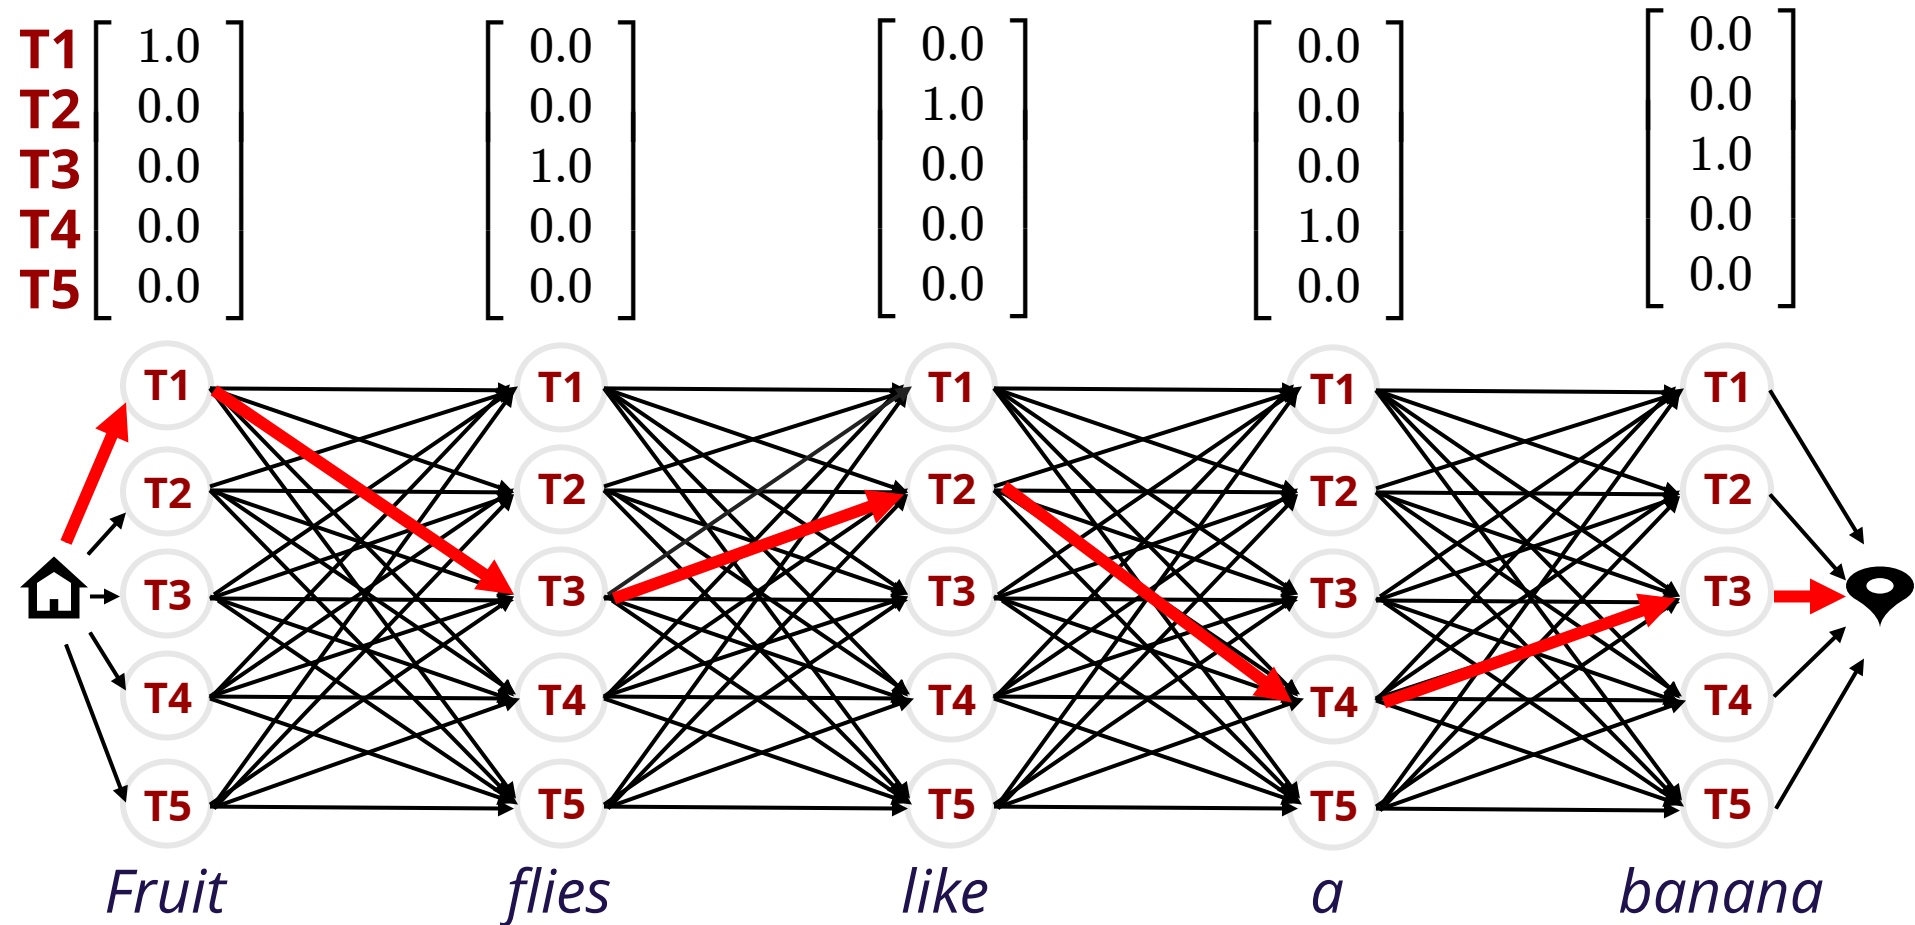 T1 1.0 0.0 0.0 0.0 0.0
T2 0.0 0.0 1.0 0.0 0.0
T3 0.0 1.0 0.0 0.0 1.0
T4 0.0 0.0 0.0 1.0 0.0
T5 0.0 0.0 0.0 0.0 0.0
T1 T1 T1 T1 T1
T2 T2 T2 T2 T2
T3 T3 T3 T3 T3
T4 T4 T4 T4 T4
T5 T5 T5 T5 T5
Fruit flies like a banana